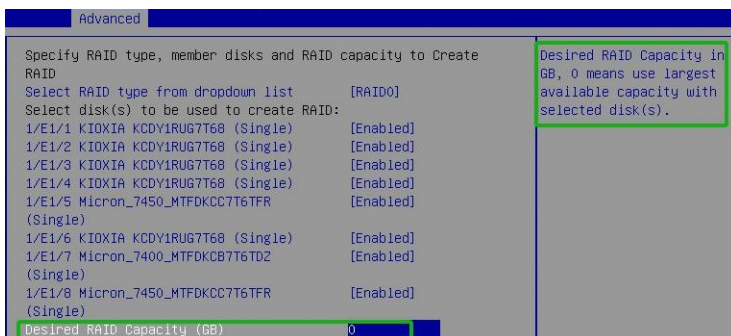 Advanced
Specify RAID type, member disks and RAID capacity to Create
RAID
Select RAID type from dropdown list [RAID0]
Select disk(s) to be used to create RAID:
1/E1/1 KIOXIA KCDY1RUG7T68 (Single) [Enabled]
1/E1/2 KIOXIA KCDY1RUG7T68 (Single) [Enabled]
1/E1/3 KIOXIA KCDY1RUG7T68 (Single) [Enabled]
1/E1/4 KIOXIA KCDY1RUG7T68 (Single) [Enabled]
1/E1/5 Micron_7450_MTFDKCC7T6TFR [Enabled]
(Single)
1/E1/6 KIOXIA KCDY1RUG7T68 (Single) [Enabled]
1/E1/7 Micron_7400_MTFDKCB7T6TDZ [Enabled]
(Single)
1/E1/8 Micron_7450_MTFDKCC7T6TFR [Enabled]
(Single)
Desired RAID Capacity (GB) 0
Desired RAID Capacity in
GB, 0 means use largest
available capacity with
selected disk(s).